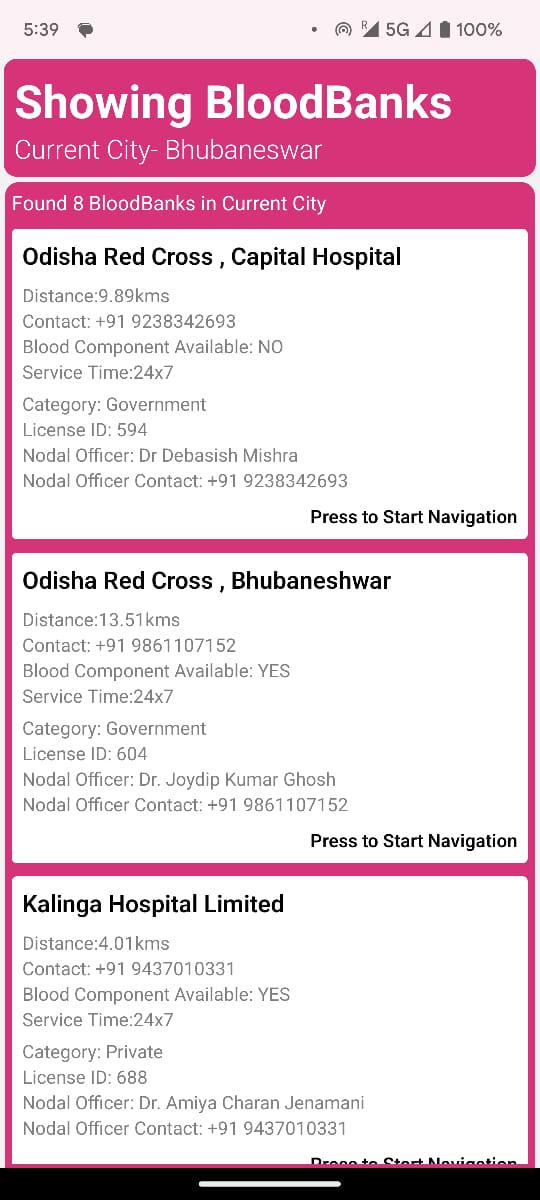 5:39
R 5G 100%
Showing BloodBanks
Current City- Bhubaneswar
Found 8 BloodBanks in Current City
Odisha Red Cross , Capital Hospital
Distance:9.89kms
Contact: +91 9238342693
Blood Component Available: NO
Service Time:24x7
Category: Government
License ID: 594
Nodal Officer: Dr Debasish Mishra
Nodal Officer Contact: +91 9238342693
Press to Start Navigation
Odisha Red Cross , Bhubaneshwar
Distance:13.51kms
Contact: +91 9861107152
Blood Component Available: YES
Service Time:24x7
Category: Government
License ID: 604
Nodal Officer: Dr. Joydip Kumar Ghosh
Nodal Officer Contact: +91 9861107152
Press to Start Navigation
Kalinga Hospital Limited
Distance:4.01kms
Contact: +91 9437010331
Blood Component Available: YES
Service Time:24x7
Category: Private
License ID: 688
Nodal Officer: Dr. Amiya Charan Jenamani
Nodal Officer Contact: +91 9437010331
Press to Start Navigation